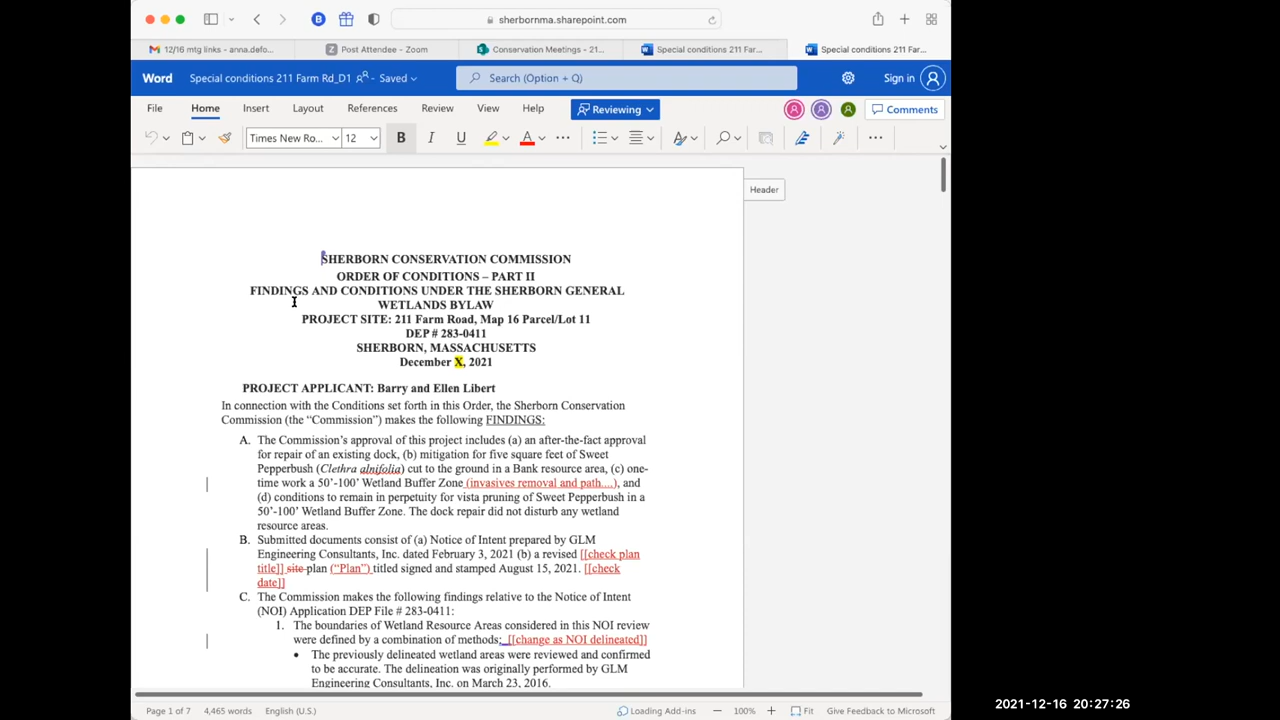 sherbornma.sharepoint.com
12/16 mtg links - anna.defo...
Post Attendee - Zoom
Conservation Meetings - 21...
Special conditions 211 Far...
Special conditions 211 Far...
Word
Special conditions 211 Farm Rd_D1 - Saved
Search (Option + Q)
Sign in
File
Home
Insert
Layout
References
Review
View
Help
Reviewing
Comments
Times New Ro...
12
B
I
U
A
Header
SHERBORN CONSERVATION COMMISSION
ORDER OF CONDITIONS – PART II
FINDINGS AND CONDITIONS UNDER THE SHERBORN GENERAL
WETLANDS BYLAW
PROJECT SITE: 211 Farm Road, Map 16 Parcel/Lot 11
DEP # 283-0411
SHERBORN, MASSACHUSETTS
December X, 2021
PROJECT APPLICANT: Barry and Ellen Libert
In connection with the Conditions set forth in this Order, the Sherborn Conservation
Commission (the “Commission”) makes the following FINDINGS:
A. The Commission’s approval of this project includes (a) an after-the-fact approval
for repair of an existing dock, (b) mitigation for five square feet of Sweet
Pepperbush (Clethra alnifolia) cut to the ground in a Bank resource area, (c) one-
time work a 50’-100’ Wetland Buffer Zone (invasives removal and path....), and
(d) conditions to remain in perpetuity for vista pruning of Sweet Pepperbush in a
50’-100’ Wetland Buffer Zone. The dock repair did not disturb any wetland
resource areas.
B. Submitted documents consist of (a) Notice of Intent prepared by GLM
Engineering Consultants, Inc. dated February 3, 2021 (b) a revised [[check plan
title]] site plan (“Plan”) titled signed and stamped August 15, 2021. [[check
date]]
C. The Commission makes the following findings relative to the Notice of Intent
(NOI) Application DEP File # 283-0411:
1. The boundaries of Wetland Resource Areas considered in this NOI review
were defined by a combination of methods: [[change as NOI delineated]]
• The previously delineated wetland areas were reviewed and confirmed
to be accurate. The delineation was originally performed by GLM
Engineering Consultants, Inc. on March 23, 2016.
Page 1 of 7
4,465 words
English (U.S.)
Loading Add-ins
100%
Fit
Give Feedback to Microsoft
2021-12-16 20:27:26